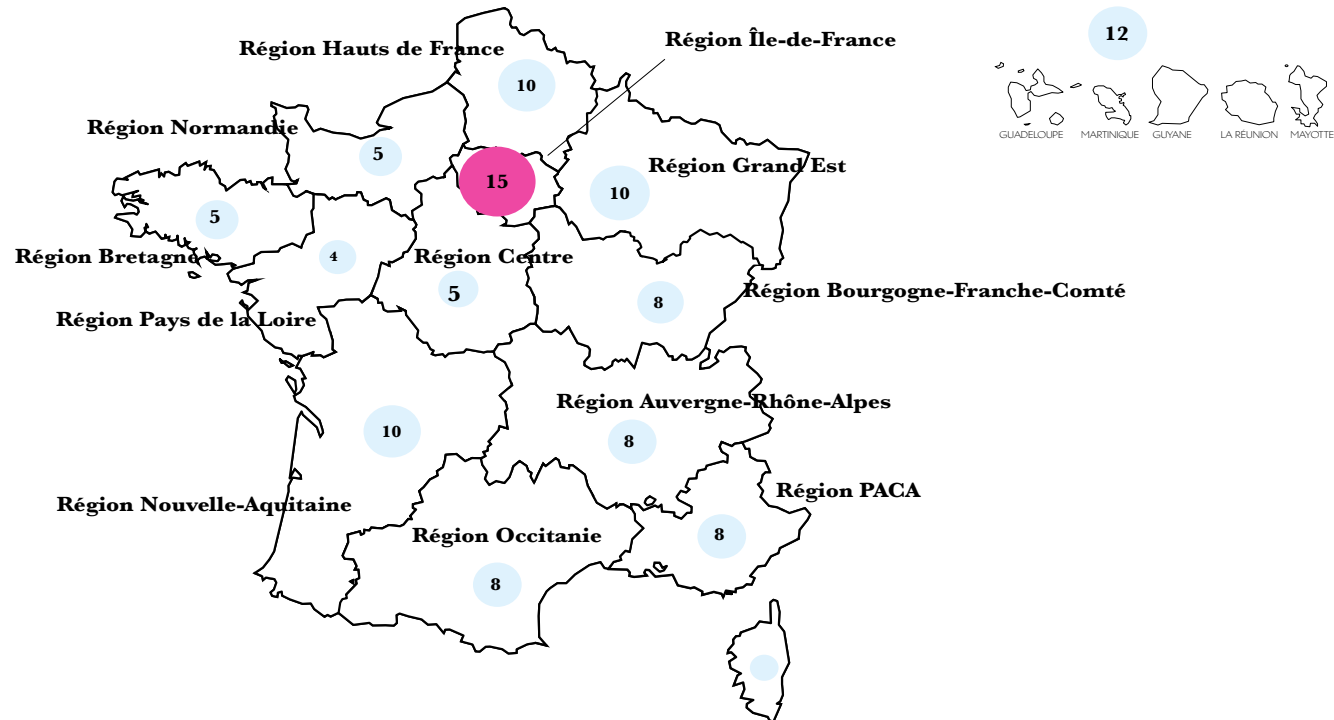 12
Région Île-de-France
Région Hauts de France
10
GUADELOUPE
MARTINIQUE
GUYANE
LA RÉUNION
MAYOTTE
Région Normandie
5
15
Région Grand Est
10
5
Région Bretagne
4
Région Centre
5
Région Bourgogne-Franche-Comté
8
Région Pays de la Loire
Région Auvergne-Rhône-Alpes
8
10
Région Nouvelle-Aquitaine
Région PACA
8
Région Occitanie
8